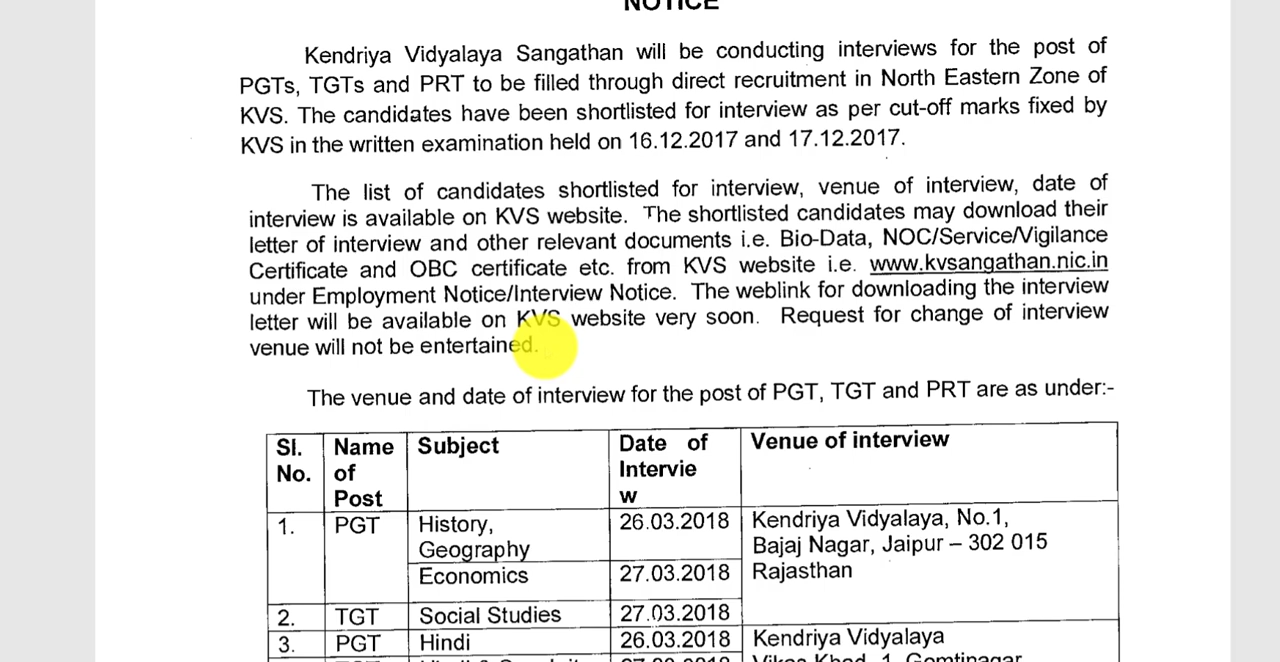 NOTICE
Kendriya Vidyalaya Sangathan will be conducting interviews for the post of
PGTs, TGTs and PRT to be filled through direct recruitment in North Eastern Zone of
KVS. The candidates have been shortlisted for interview as per cut-off marks fixed by
KVS in the written examination held on 16.12.2017 and 17.12.2017.
The list of candidates shortlisted for interview, venue of interview, date of
interview is available on KVS website. The shortlisted candidates may download their
letter of interview and other relevant documents i.e. Bio-Data, NOC/Service/Vigilance
Certificate and OBC certificate etc. from KVS website i.e. www.kvsangathan.nic.in
under Employment Notice/Interview Notice. The weblink for downloading the interview
letter will be available on KVS website very soon. Request for change of interview
venue will not be entertained.
The venue and date of interview for the post of PGT, TGT and PRT are as under:-
Sl. No. Name of Post Subject Date of Interview Venue of interview
1. PGT History, Geography 26.03.2018 Kendriya Vidyalaya, No.1,
Bajaj Nagar, Jaipur – 302 015
Economics 27.03.2018 Rajasthan
2. TGT Social Studies 27.03.2018
3. PGT Hindi 26.03.2018 Kendriya Vidyalaya
Vikas Khad, 1, Gomtinagar